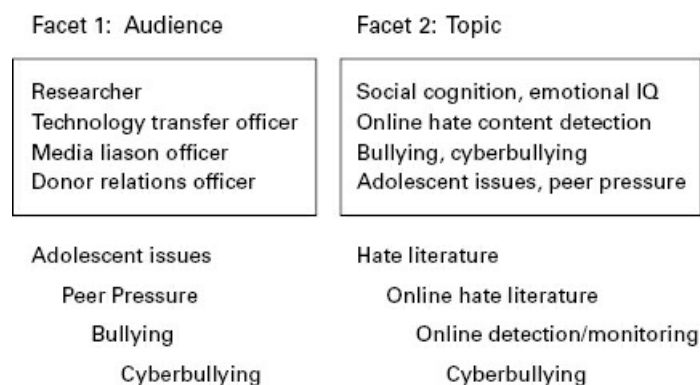 Facet 1: Audience
Researcher
Technology transfer officer
Media liason officer
Donor relations officer
Adolescent issues
Peer Pressure
Bullying
Cyberbullying
Facet 2: Topic
Social cognition, emotional IQ
Online hate content detection
Bullying, cyberbullying
Adolescent issues, peer pressure
Hate literature
Online hate literature
Online detection/monitoring
Cyberbullying